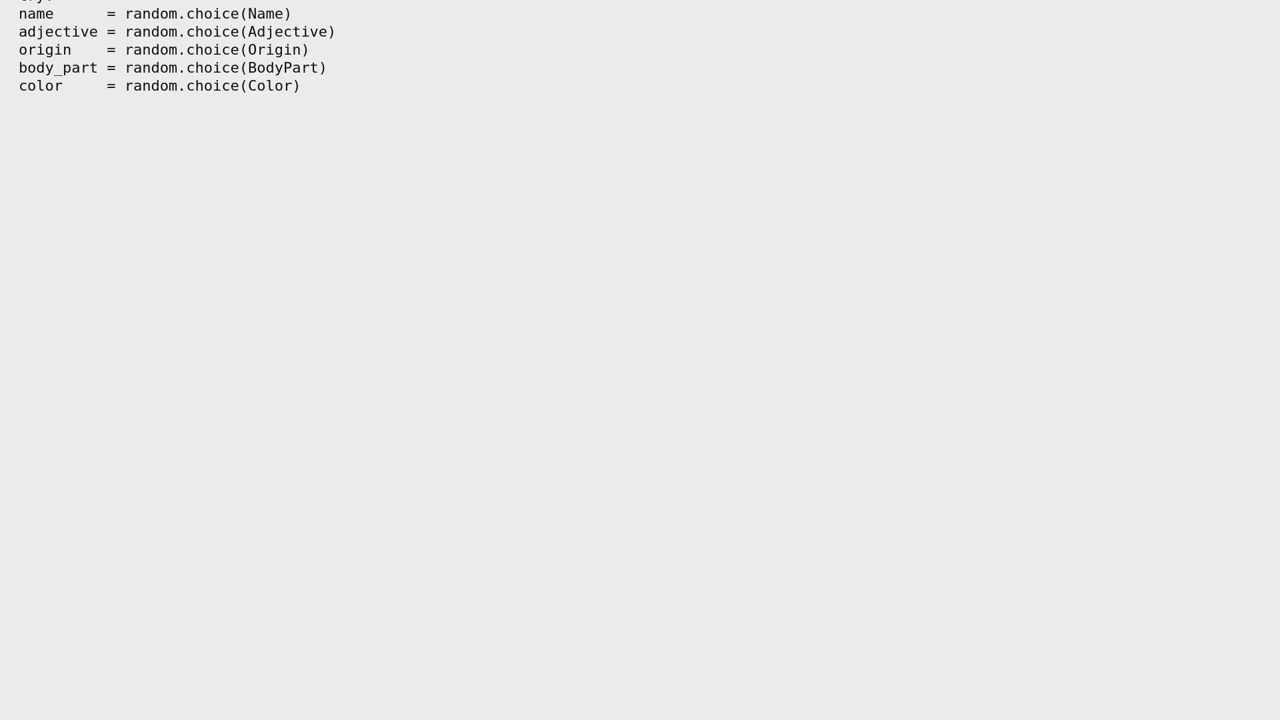 name      = random.choice(Name)
adjective = random.choice(Adjective)
origin    = random.choice(Origin)
body_part = random.choice(BodyPart)
color     = random.choice(Color)